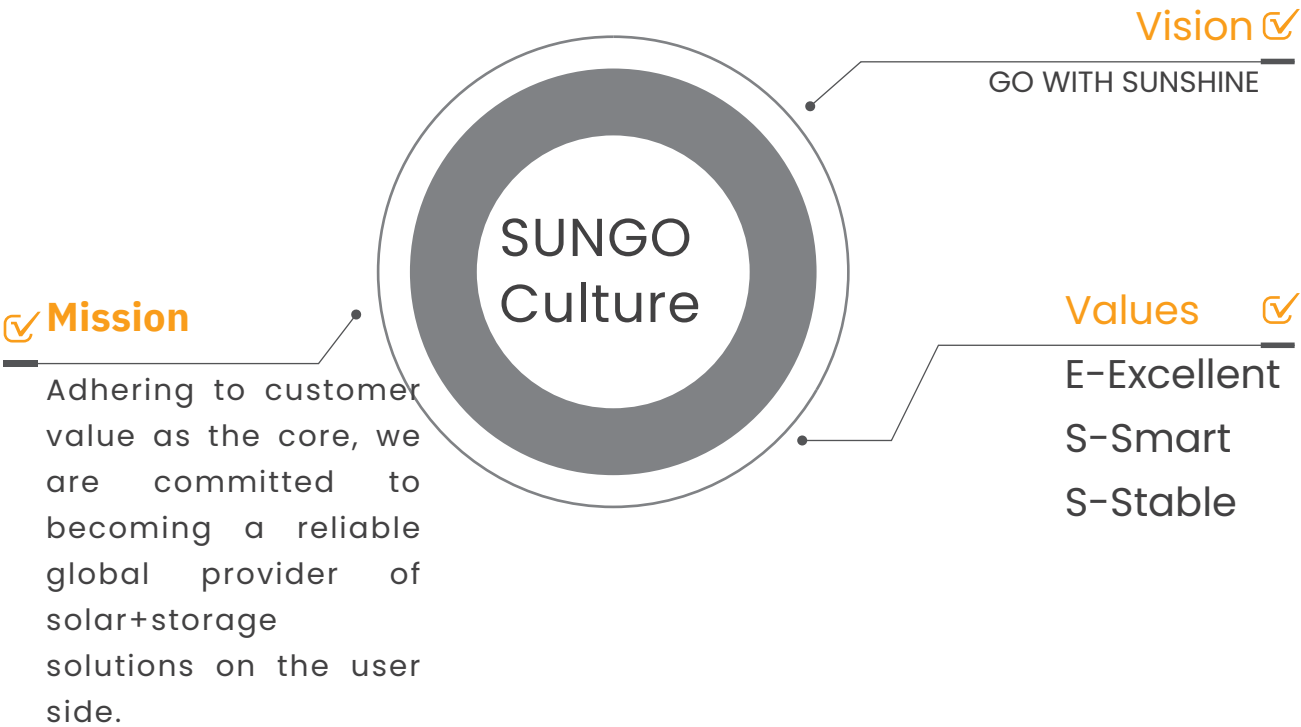 Vision
GO WITH SUNSHINE
SUNGO
Culture
Mission
Adhering to customer
value as the core, we
are committed to
becoming a reliable
global provider of
solar+storage
solutions on the user
side.
Values
E-Excellent
S-Smart
S-Stable